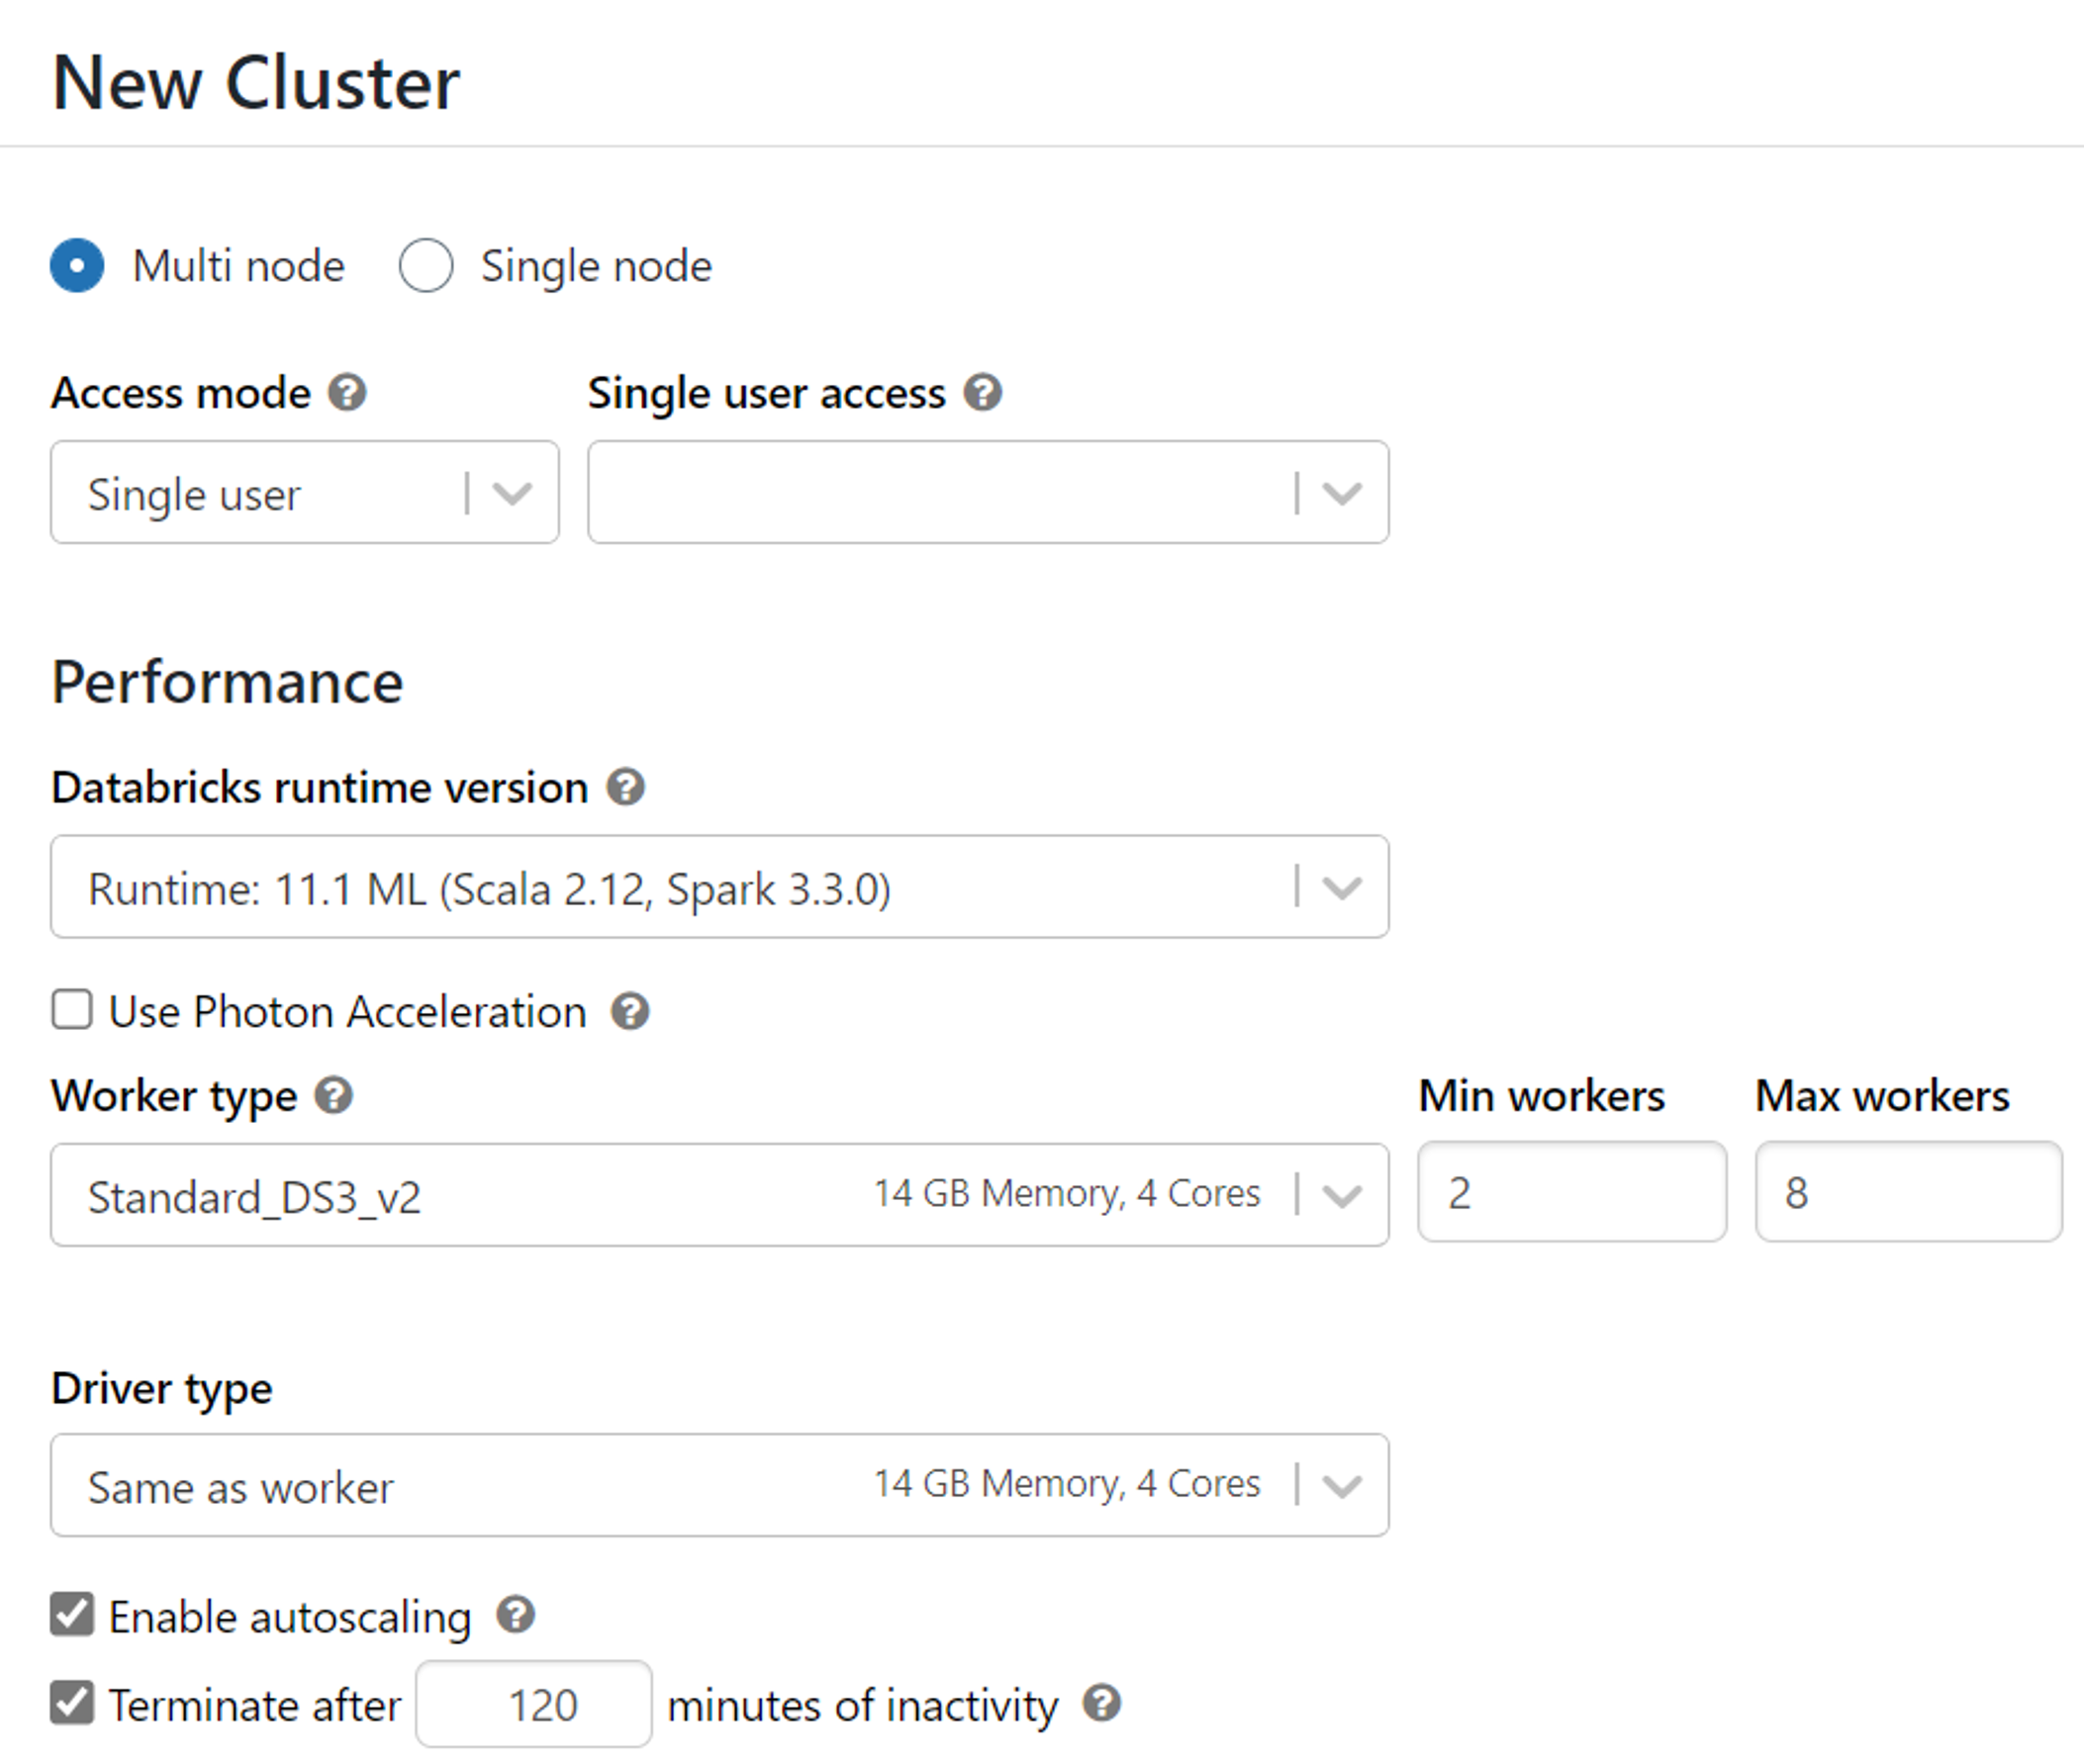 New Cluster
Multi node Single node
Access mode Single user access
Single user
Performance
Databricks runtime version
Runtime: 11.1 ML (Scala 2.12, Spark 3.3.0)
Use Photon Acceleration
Worker type Min workers Max workers
Standard_DS3_v2 14 GB Memory, 4 Cores 2 8
Driver type
Same as worker 14 GB Memory, 4 Cores
Enable autoscaling
Terminate after 120 minutes of inactivity